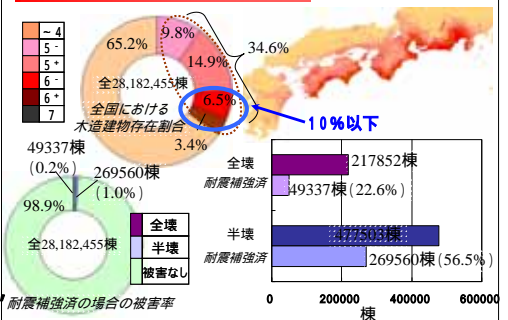 ~4
5-
5+
6-
6+
7
65.2%
9.8%
14.9%
6.5%
3.4%
34.6%
全28,182,455棟
全国における
木造建物存在割合
10%以下
49337棟
(0.2%)
269560棟
(1.0%)
98.9%
全28,182,455棟
全壊
半壊
被害なし
耐震補強済の場合の被害率
全壊
耐震補強済
217852棟
49337棟(22.6%)
半壊
耐震補強済
477503棟
269560棟(56.5%)
0
200000
400000
600000
棟